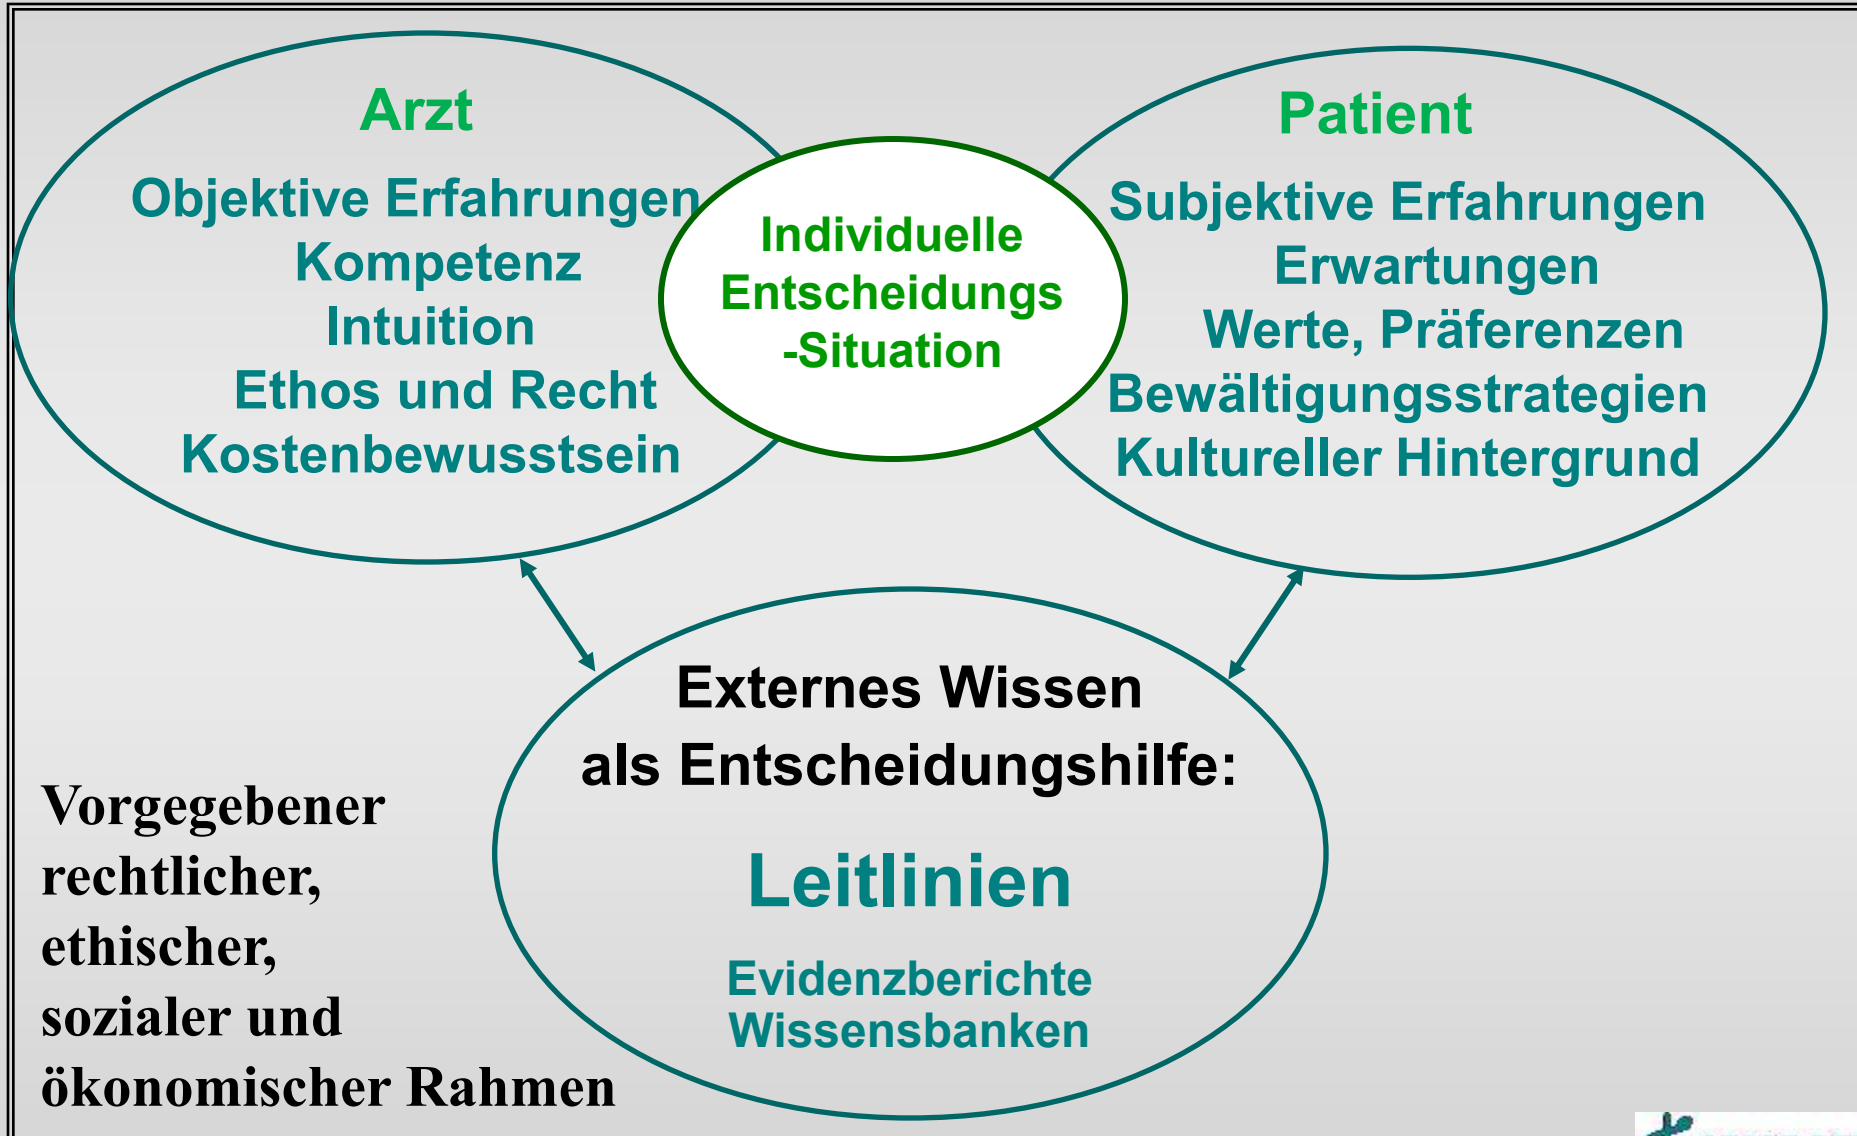 Arzt
Objektive Erfahrungen
Kompetenz
Intuition
Ethos und Recht
Kostenbewusstsein
Individuelle
Entscheidungs
-Situation
Patient
Subjektive Erfahrungen
Erwartungen
Werte, Präferenzen
Bewältigungsstrategien
Kultureller Hintergrund
Externes Wissen
als Entscheidungshilfe:
Leitlinien
Evidenzberichte
Wissensbanken
Vorgegebener
rechtlicher,
ethischer,
sozialer und
ökonomischer Rahmen